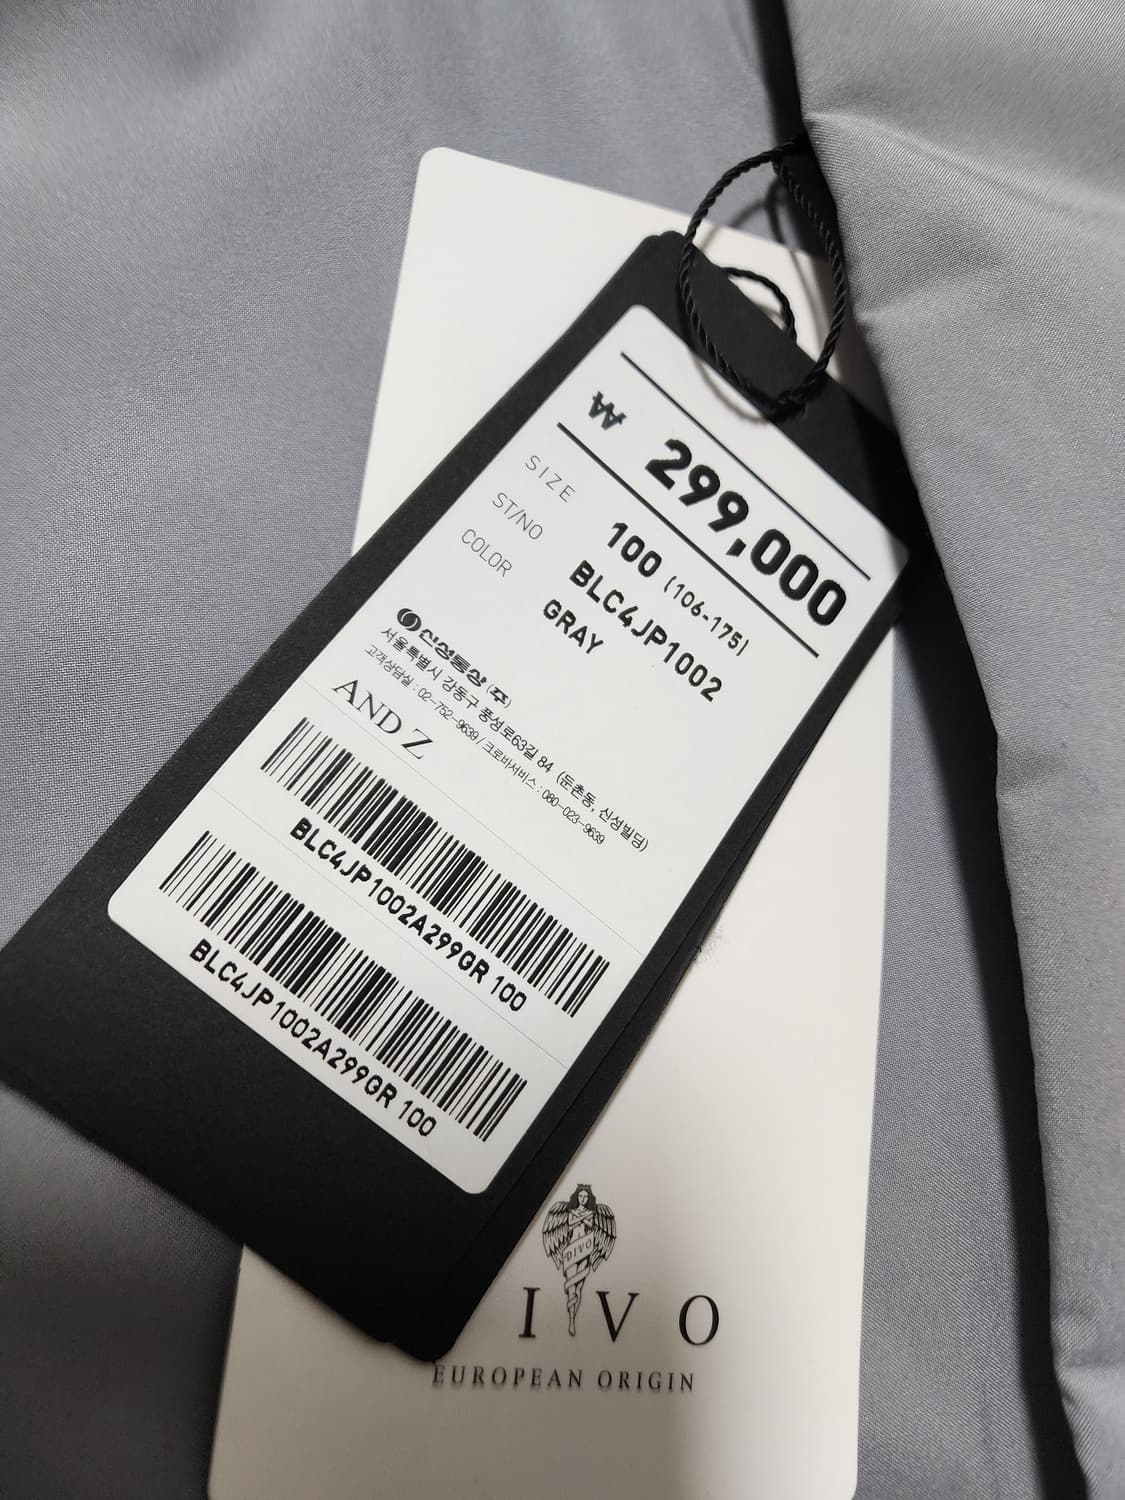 ₩ 299,000
SIZE 100 (106-175)
ST/NO BLC4JP1002
COLOR GRAY
신성통상(주)
서울특별시 강동구 풍성로63길 84 (둔촌동, 신성빌딩)
고객상담실 : 02-752-9639 / 크로바서비스 : 080-023-9639
AND Z
BLC4JP1002A299GR 100
BLC4JP1002A299GR 100
DIVO
IVO
EUROPEAN ORIGIN